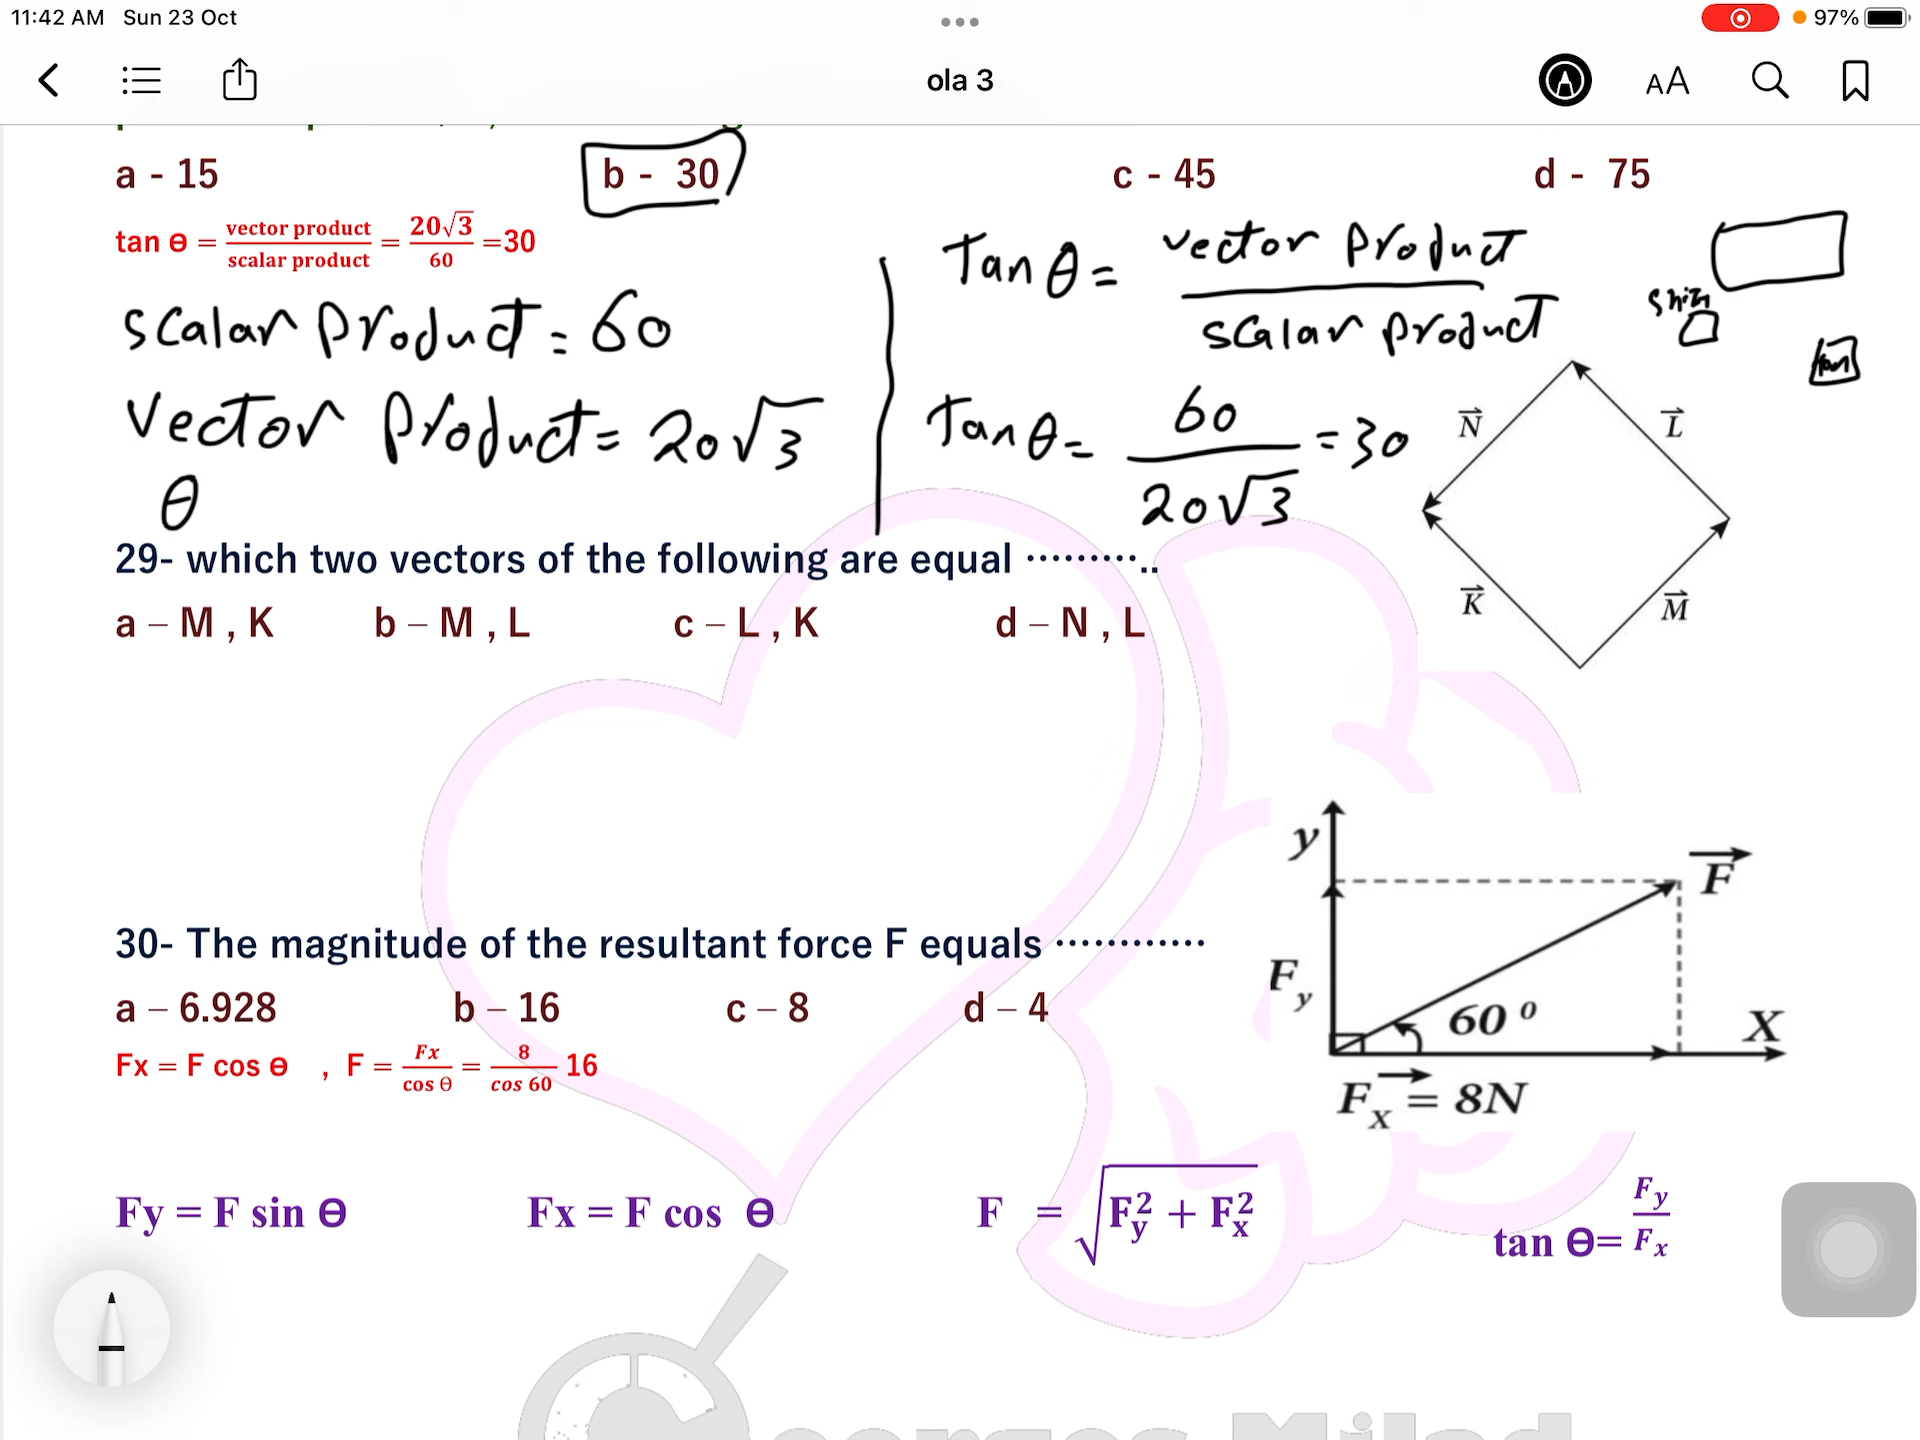 11:42 AM Sun 23 Oct
97%
ola 3
AA
a - 15 b - 30 c - 45 d - 75
tan ө = vector product / scalar product = 20√3 / 60 =30
Tan θ = vector product / scalar product
scalar product = 60
vector product = 20√3
Tan θ = 60 / 20√3 = 30
θ
shift
tan
N
L
K
M
29- which two vectors of the following are equal ··········..
a – M , K b – M , L c – L , K d – N , L
y
F
30- The magnitude of the resultant force F equals ············
Fy
60 º
X
a – 6.928 b – 16 c – 8 d – 4
Fx = F cos ө , F = Fx / cos Ө = 8 / cos 60 16
Fx = 8N
Fy = F sin Ө Fx = F cos Ө F = √Fy² + Fx² tan Ө= Fy / Fx